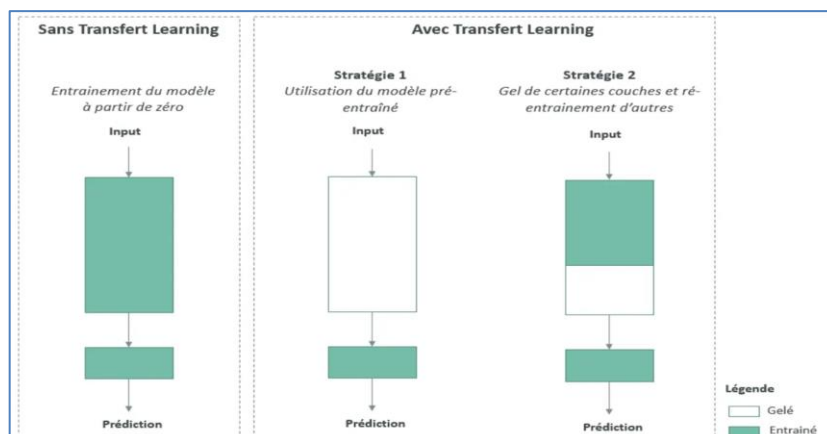 Sans Transfert Learning
Entrainement du modèle
à partir de zéro
Input
Prédiction
Avec Transfert Learning
Stratégie 1
Utilisation du modèle pré-
entraîné
Input
Prédiction
Stratégie 2
Gel de certaines couches et ré-
entrainement d'autres
Input
Prédiction
Légende
Gelé
Entrainé